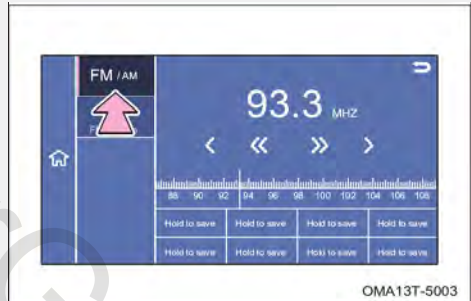 FM / AM
93.3 MHZ
88 90 92 94 96 98 100 102 104 106 108
Hold to save Hold to save Hold to save Hold to save
Hold to save Hold to save Hold to save Hold to save
OMA13T-5003